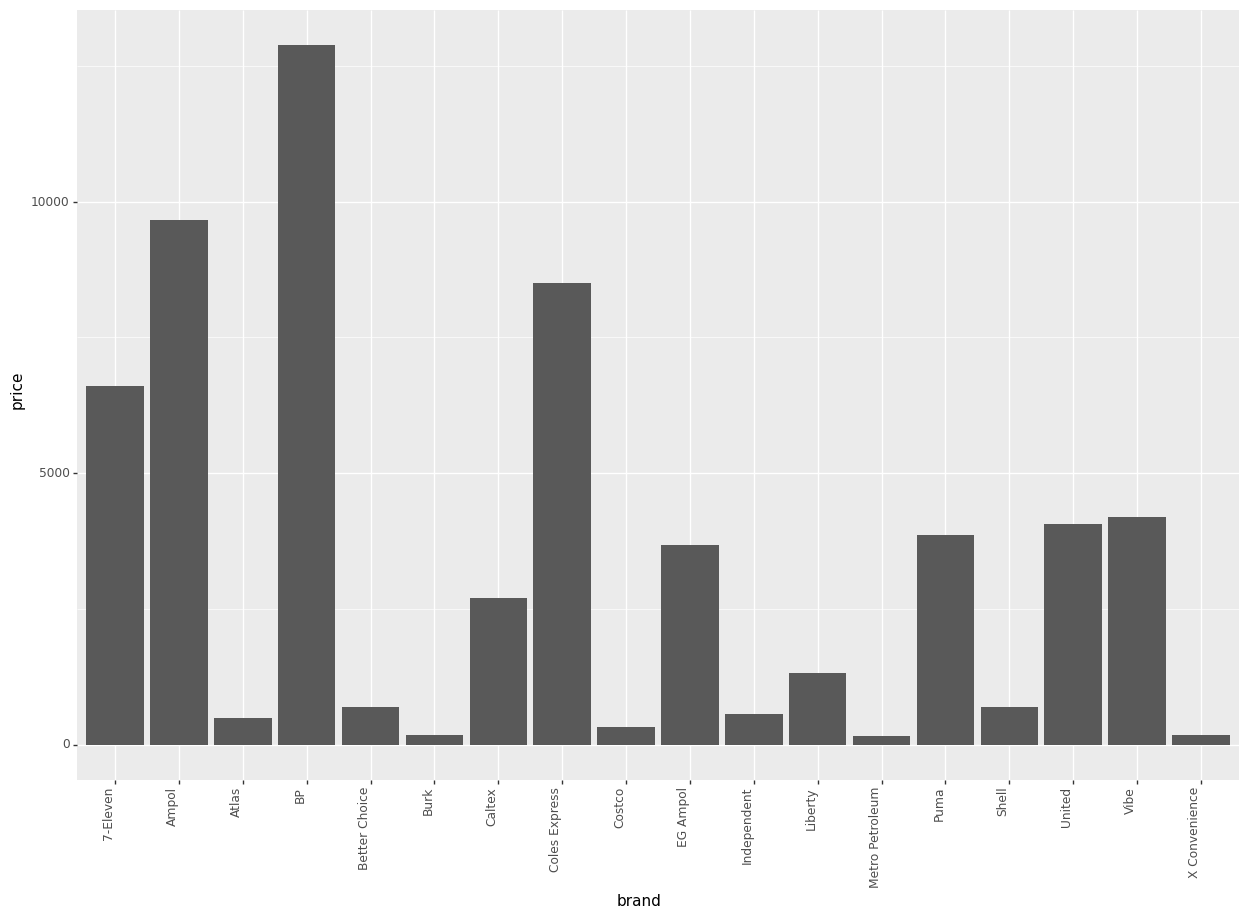 10000
5000
0
price
7-Eleven
Ampol
Atlas
BP
Better Choice
Burk
Caltex
Coles Express
Costco
EG Ampol
Independent
Liberty
Metro Petroleum
Puma
Shell
United
Vibe
X Convenience
brand